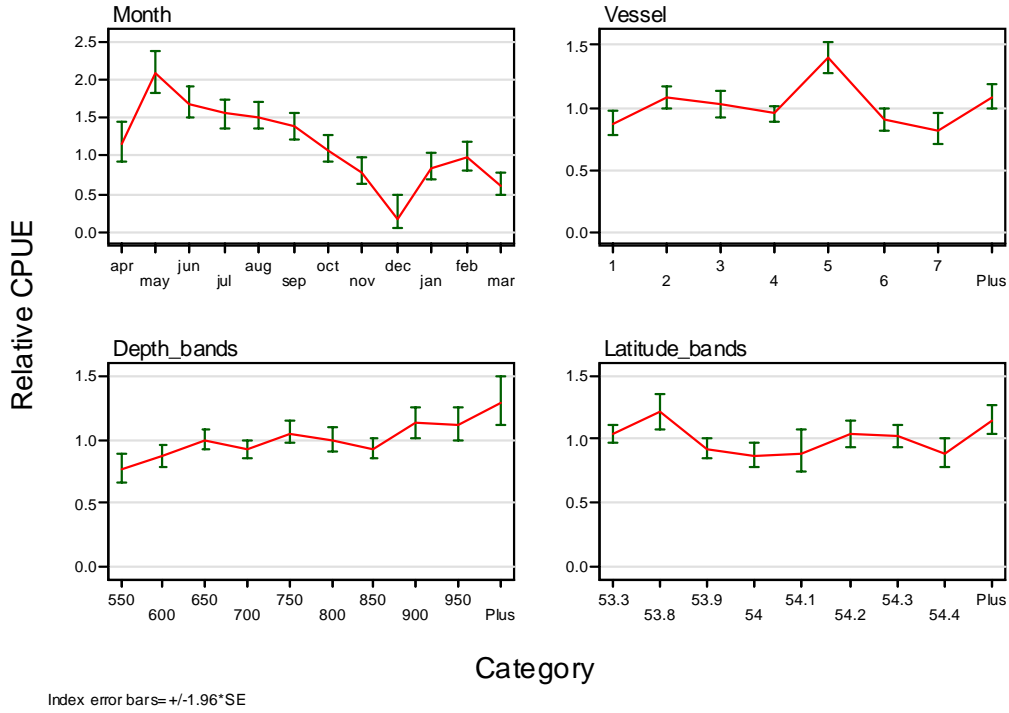 Month
2.5
2.0
1.5
1.0
0.5
0.0
apr jun aug oct dec feb
may jul sep nov jan mar
Vessel
1.5
1.0
0.5
0.0
1 3 5 7
2 4 6 Plus
Relative CPUE
Depth_bands
1.5
1.0
0.5
0.0
550 650 750 850 950
600 700 800 900 Plus
Latitude_bands
1.5
1.0
0.5
0.0
53.3 53.9 54.1 54.3 Plus
53.8 54 54.2 54.4
Category
Index error bars=+/-1.96*SE